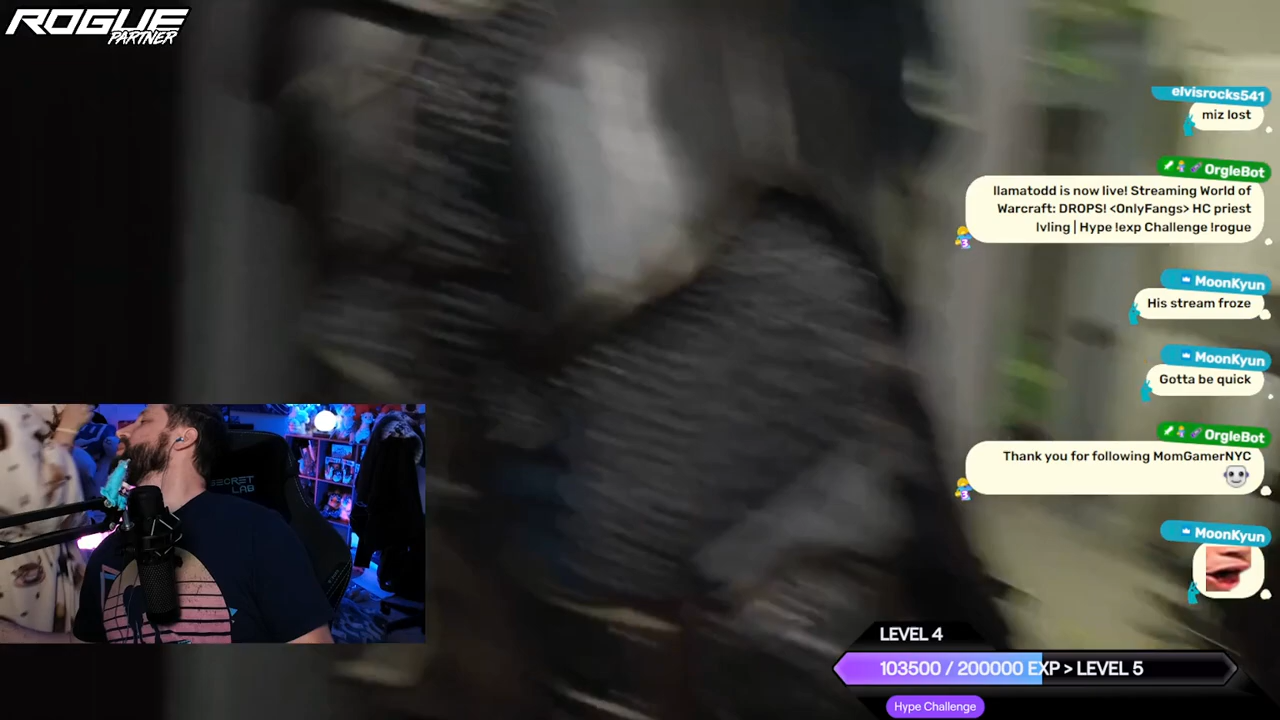 ROGUE
PARTNER
elvisrocks541
miz lost
OrgleBot
llamatodd is now live! Streaming World of
Warcraft: DROPS! <OnlyFangs> HC priest
lvling | Hype !exp Challenge !rogue
MoonKyun
His stream froze
MoonKyun
Gotta be quick
OrgleBot
Thank you for following MomGamerNYC
MoonKyun
SECRET
LAB
LEVEL 4
103500 / 200000 EXP > LEVEL 5
Hype Challenge